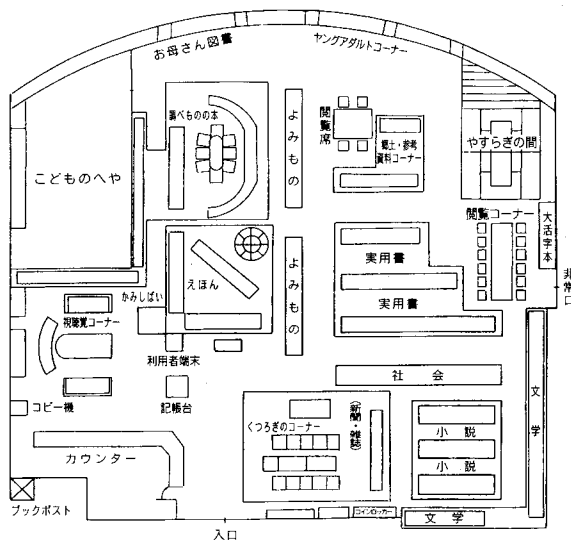 お母さん図書
ヤングアダルトコーナー
調べものの本
よみもの
閲覧席
郷土・参考
資料コーナー
やすらぎの間
こどものへや
閲覧コーナー
大活字本
非常口
実用書
実用書
えほん
よみもの
かみしばい
視聴覚コーナー
利用者端末
社会
文学
コピー機
記帳台
くつろぎのコーナー
(新聞・雑誌)
小説
小説
カウンター
ブックポスト
コインロッカー
文学
入口